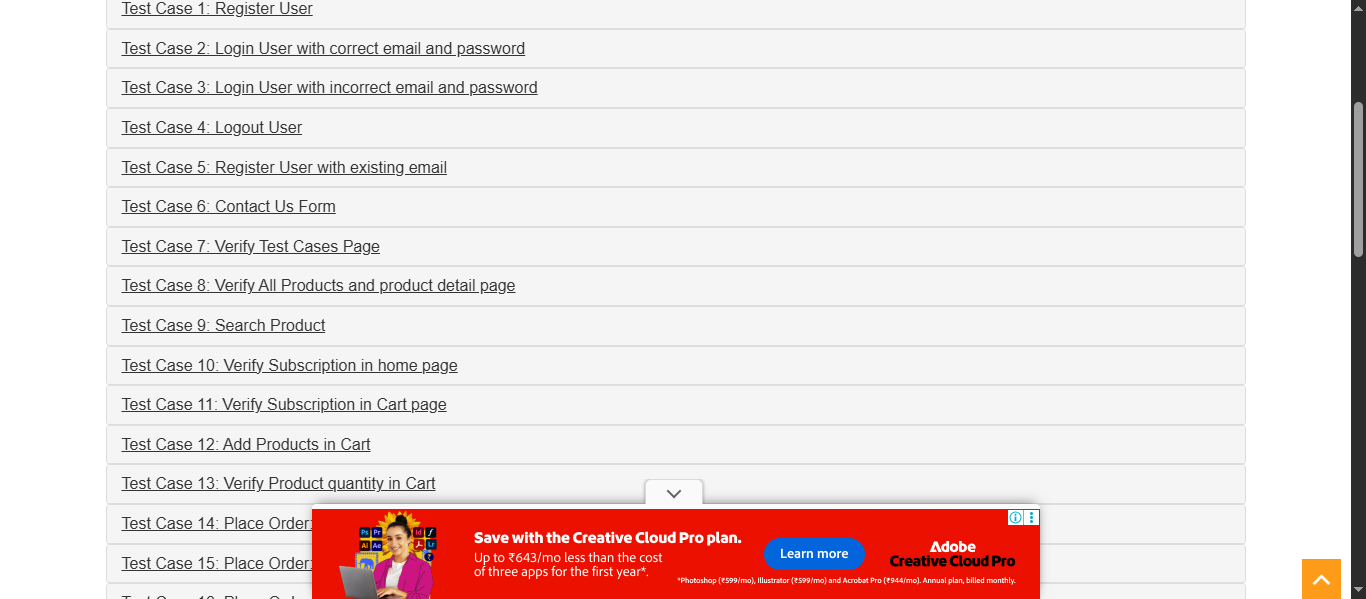 Test Case 1: Register User
Test Case 2: Login User with correct email and password
Test Case 3: Login User with incorrect email and password
Test Case 4: Logout User
Test Case 5: Register User with existing email
Test Case 6: Contact Us Form
Test Case 7: Verify Test Cases Page
Test Case 8: Verify All Products and product detail page
Test Case 9: Search Product
Test Case 10: Verify Subscription in home page
Test Case 11: Verify Subscription in Cart page
Test Case 12: Add Products in Cart
Test Case 13: Verify Product quantity in Cart
Test Case 14: Place Order:
Test Case 15: Place Order:
Ps Pr Id
Ai Ae Lr
Save with the Creative Cloud Pro plan.
Up to ₹643/mo less than the cost
of three apps for the first year*.
Learn more
Adobe
Creative Cloud Pro
*Photoshop (₹599/mo), Illustrator (₹599/mo) and Acrobat Pro (₹944/mo). Annual plan, billed monthly.